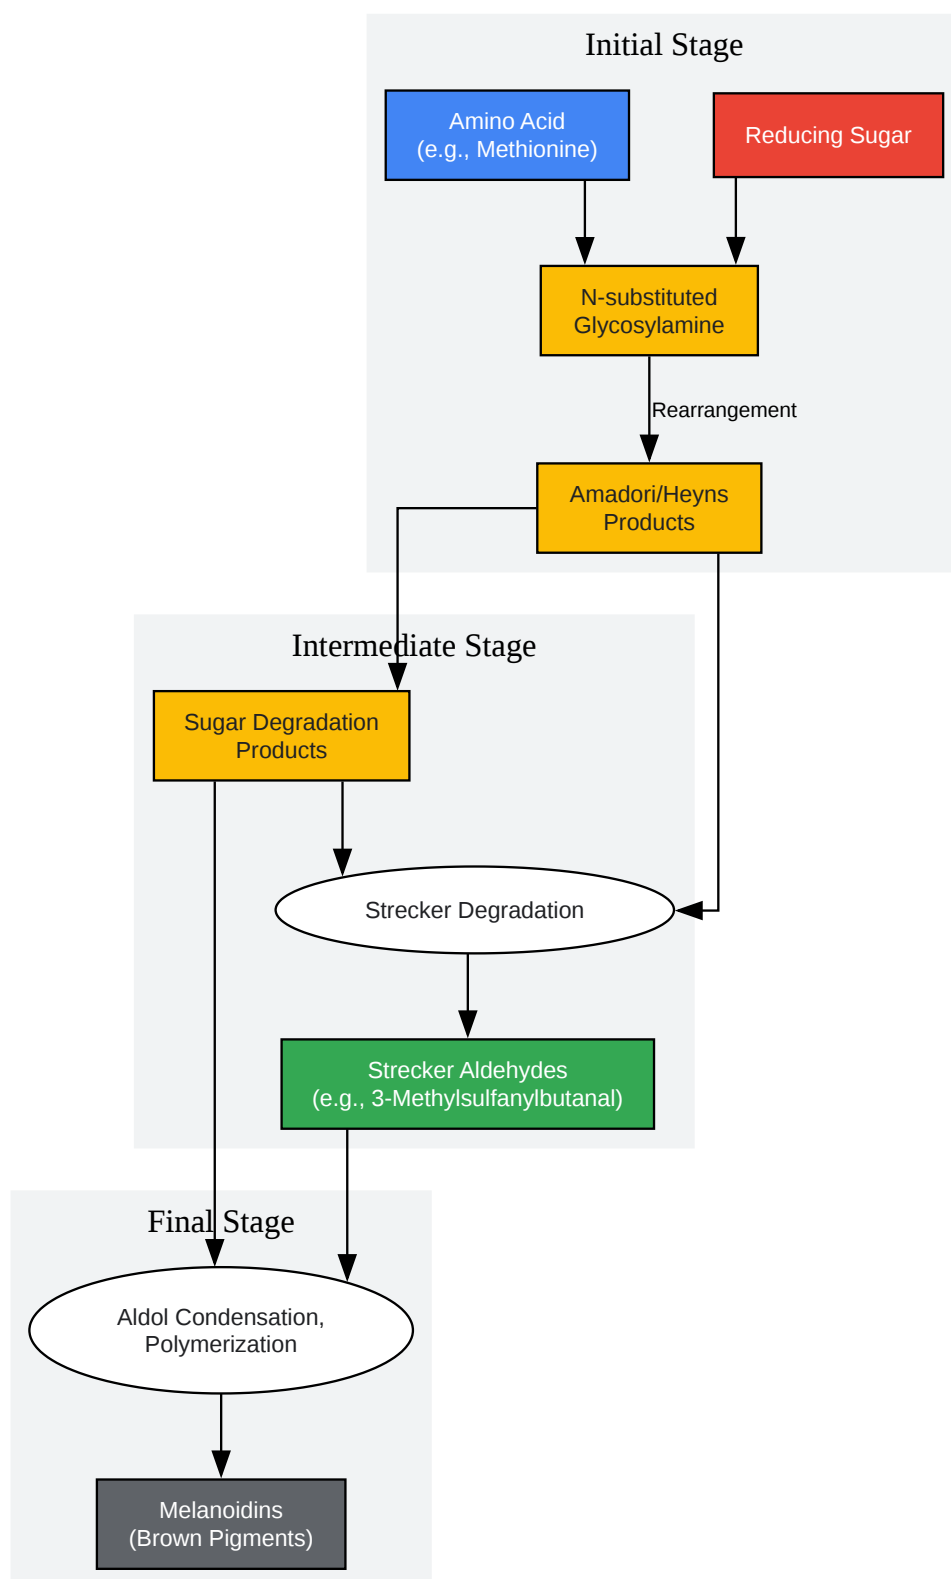 Initial Stage
Amino Acid
(e.g., Methionine)
Reducing Sugar
N-substituted
Glycosylamine
Rearrangement
Amadori/Heyns
Products
Intermediate Stage
Sugar Degradation
Products
Strecker Degradation
Strecker Aldehydes
(e.g., 3-Methylsulfanylbutanal)
Final Stage
Aldol Condensation,
Polymerization
Melanoidins
(Brown Pigments)